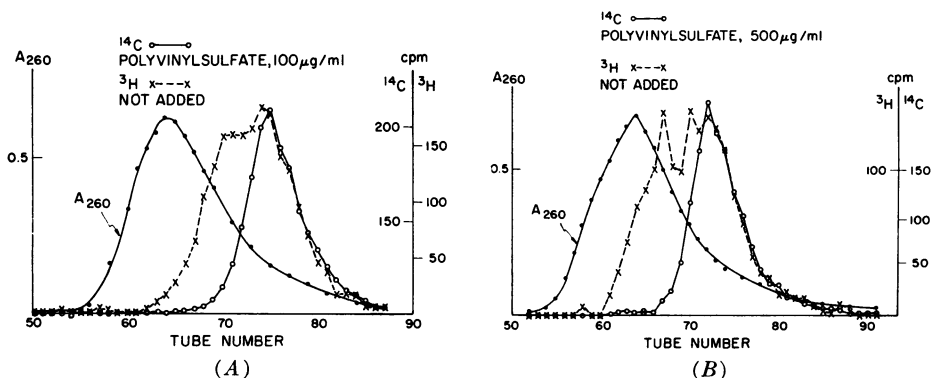 ¹⁴C o—o
POLYVINYLSULFATE, 100μg/ml
³H x---x
NOT ADDED
A260
cpm
¹⁴C ³H
200
150
150
100
50
0.5
A260
0
50 60 70 80 90
TUBE NUMBER
(A)
¹⁴C o—o
POLYVINYLSULFATE, 500μg/ml
³H x--x
NOT ADDED
A260
cpm
³H ¹⁴C
100
150
100
50
0.5
A260
0
50 60 70 80 90
TUBE NUMBER
(B)